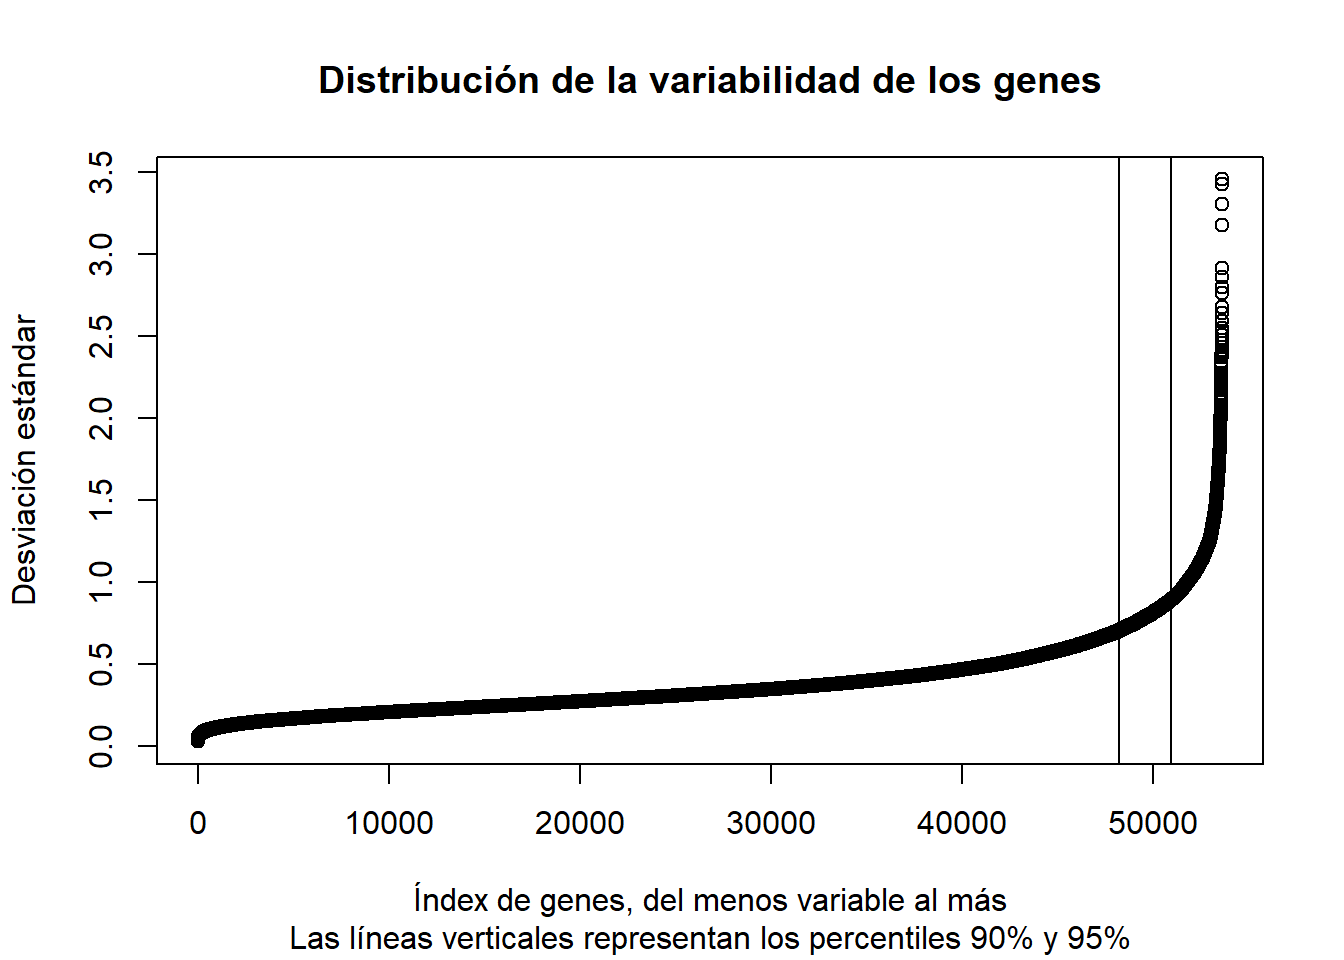 Distribución de la variabilidad de los genes
Desviación estándar
3.5
3.0
2.5
2.0
1.5
1.0
0.5
0.0
0 10000 20000 30000 40000 50000
Índex de genes, del menos variable al más
Las líneas verticales representan los percentiles 90% y 95%